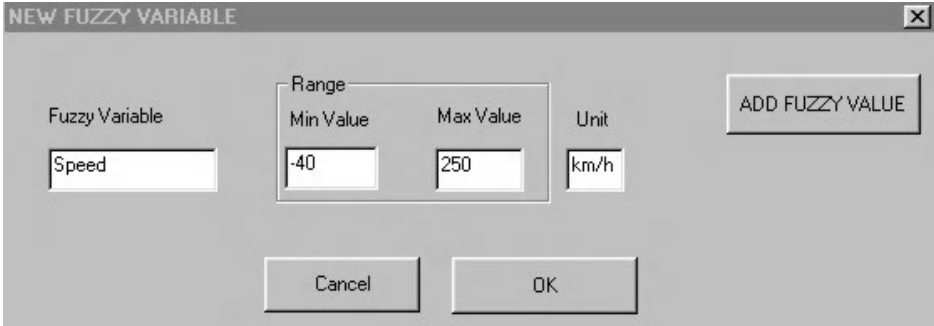 NEW FUZZY VARIABLE
Range
ADD FUZZY VALUE
Fuzzy Variable
Min Value
Max Value
Unit
Speed
-40
250
km/h
Cancel
OK